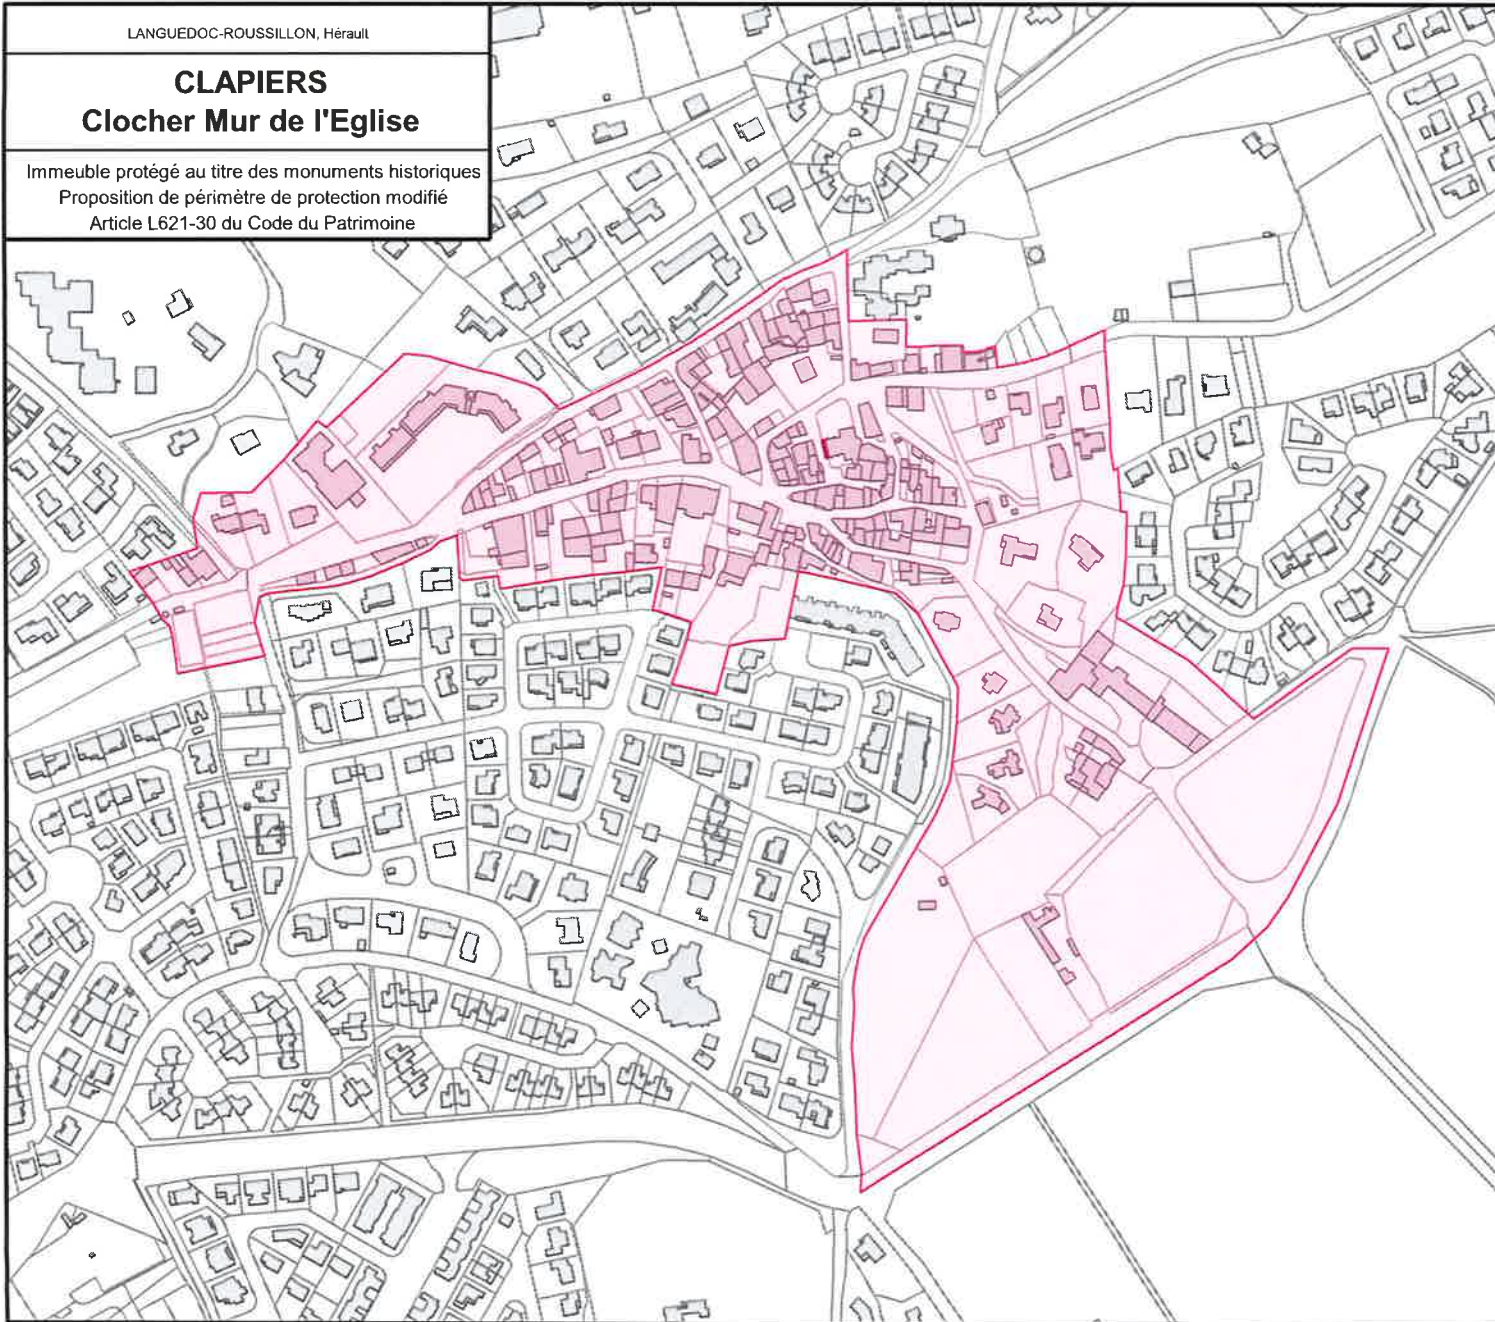 LANGUEDOC-ROUSSILLON, Hérault
CLAPIERS
Clocher Mur de l'Eglise
Immeuble protégé au titre des monuments historiques
Proposition de périmètre de protection modifié
Article L621-30 du Code du Patrimoine